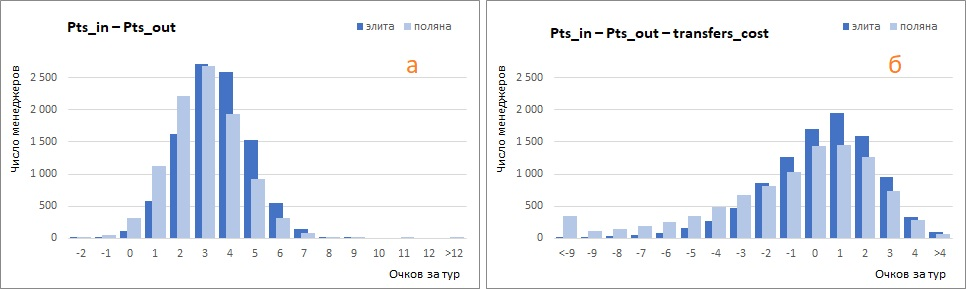 Pts_in – Pts_out
элита поляна
а
Число менеджеров
2 500
2 000
1 500
1 000
500
0
-2 -1 0 1 2 3 4 5 6 7 8 9 10 11 12 >12
Очков за тур
Pts_in – Pts_out – transfers_cost
элита поляна
б
Число менеджеров
2 500
2 000
1 500
1 000
500
0
<-9 -9 -8 -7 -6 -5 -4 -3 -2 -1 0 1 2 3 4 >4
Очков за тур